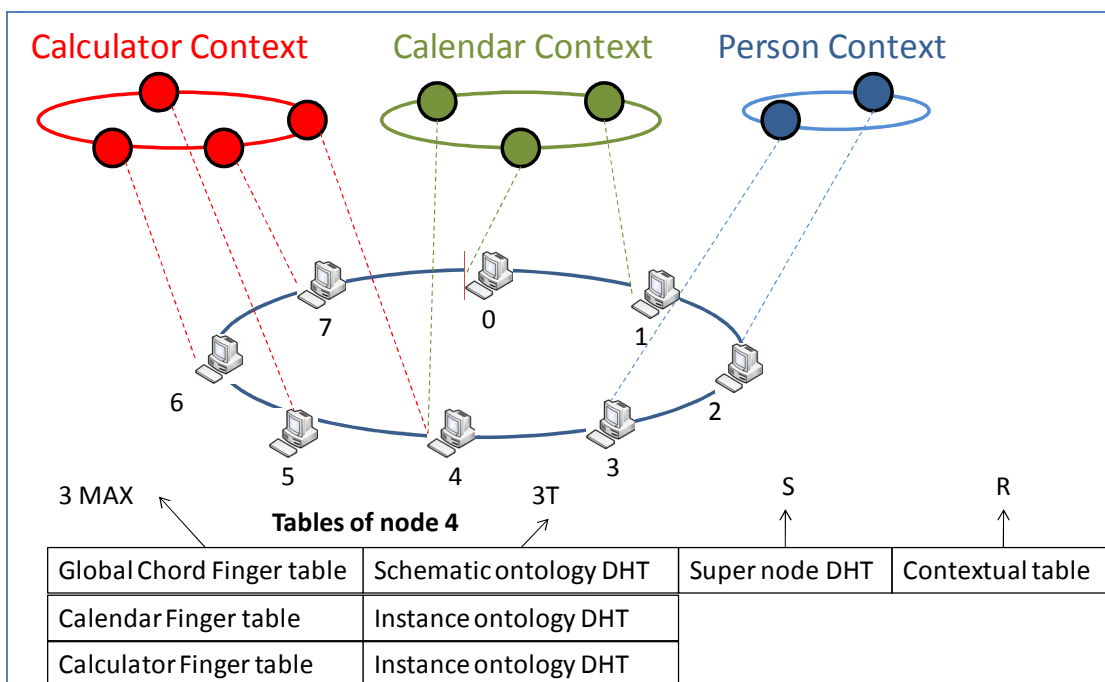 Calculator Context
Calendar Context
Person Context
7
0
1
6
2
5
4
3
3 MAX
3T
S
R
Tables of node 4
Global Chord Finger table
Schematic ontology DHT
Super node DHT
Contextual table
Calendar Finger table
Instance ontology DHT
Calculator Finger table
Instance ontology DHT